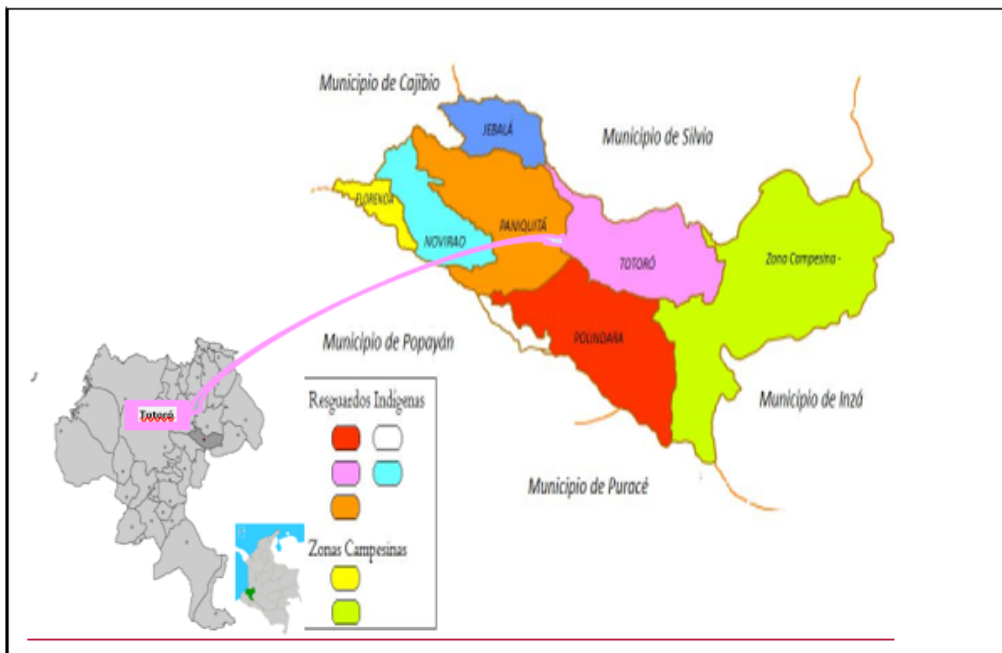 Municipio de Cajibio
JEBALÁ
Municipio de Silvia
FLORENCIA
PANIQUITÁ
NOVIRAO
TOTORÓ
Zona Campesina -
POLINDARA
Municipio de Popayán
Municipio de Inzá
Municipio de Puracé
Totoró
Resguardos Indígenas
Zonas Campesinas